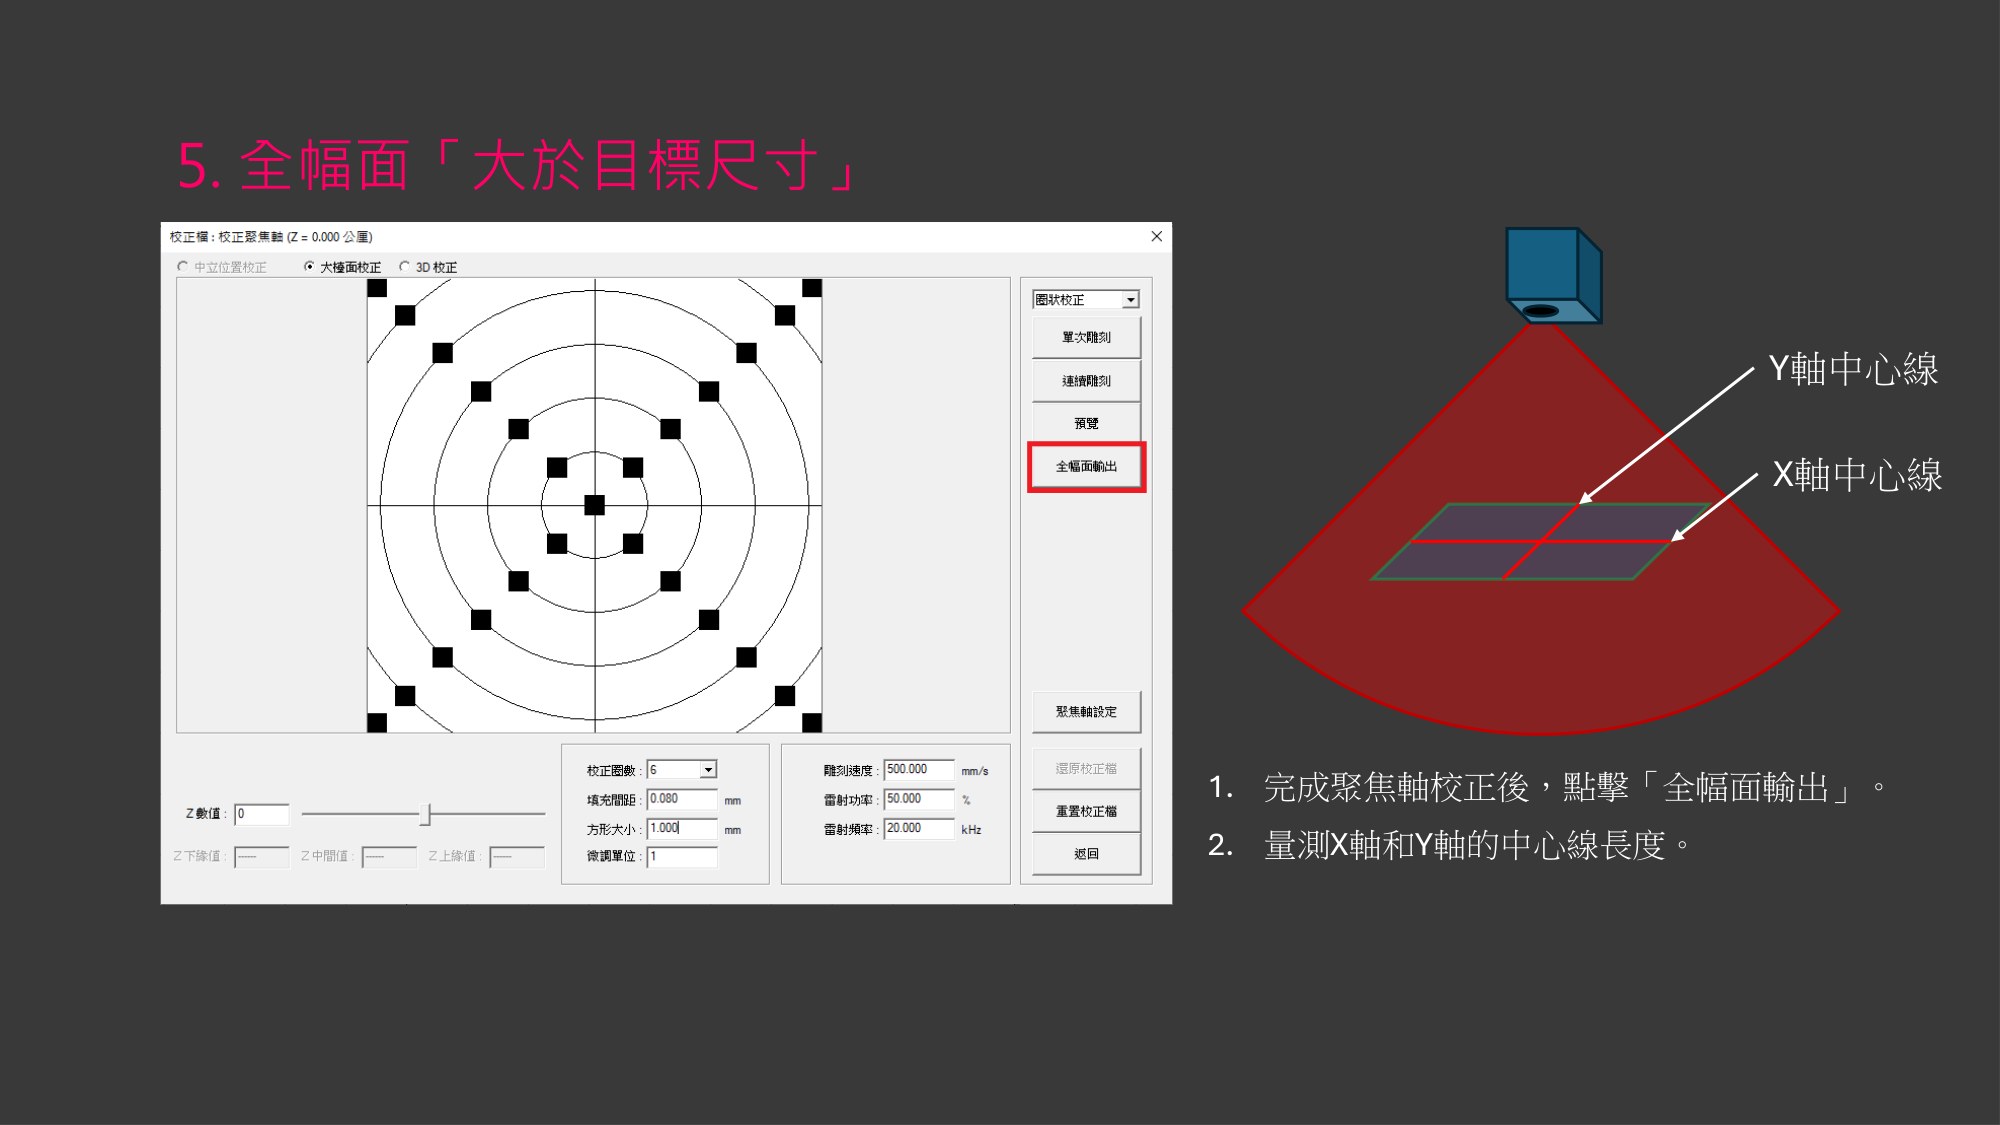 5. 全幅面「大於目標尺寸」
校正檔 : 校正聚焦軸 (Z = 0.000 公厘)
中立位置校正 大檯面校正 3D 校正
圈狀校正
單次雕刻
連續雕刻
預覽
全幅面輸出
聚焦軸設定
還原校正檔
重置校正檔
返回
Z 數值 : 0
Z 下緣值 : ----- Z 中間值 : ----- Z 上緣值 : -----
校正圈數 : 6
填充間距 : 0.080 mm
方形大小 : 1.000 mm
微調單位 : 1
雕刻速度 : 500.000 mm/s
雷射功率 : 50.000 %
雷射頻率 : 20.000 kHz
Y軸中心線
X軸中心線
1. 完成聚焦軸校正後，點擊「全幅面輸出」。
2. 量測X軸和Y軸的中心線長度。